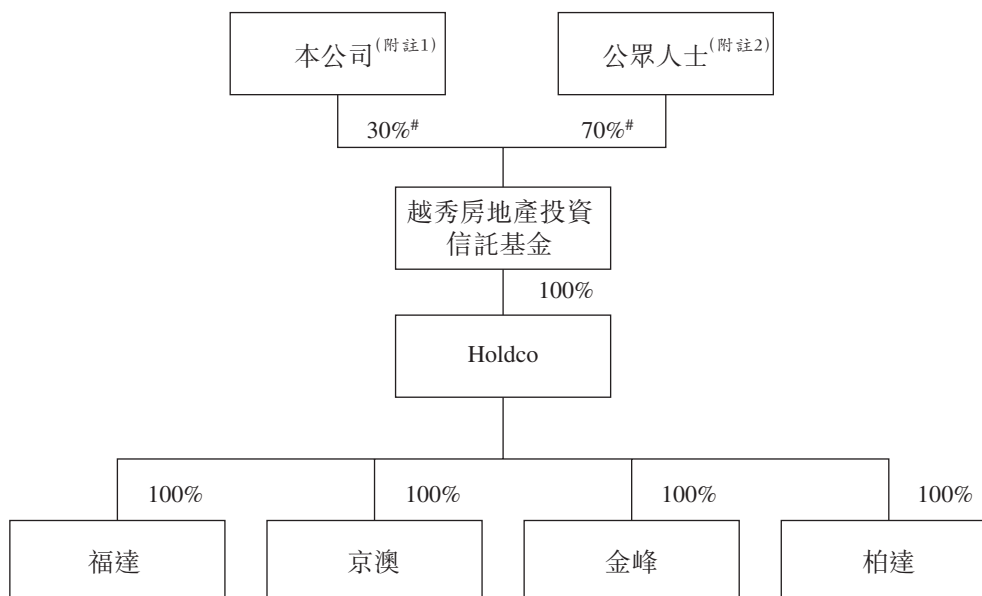 本公司(附註1)
公眾人士(附註2)
30%#
70%#
越秀房地產投資
信託基金
100%
Holdco
100%
100%
100%
100%
福達
京澳
金峰
柏達